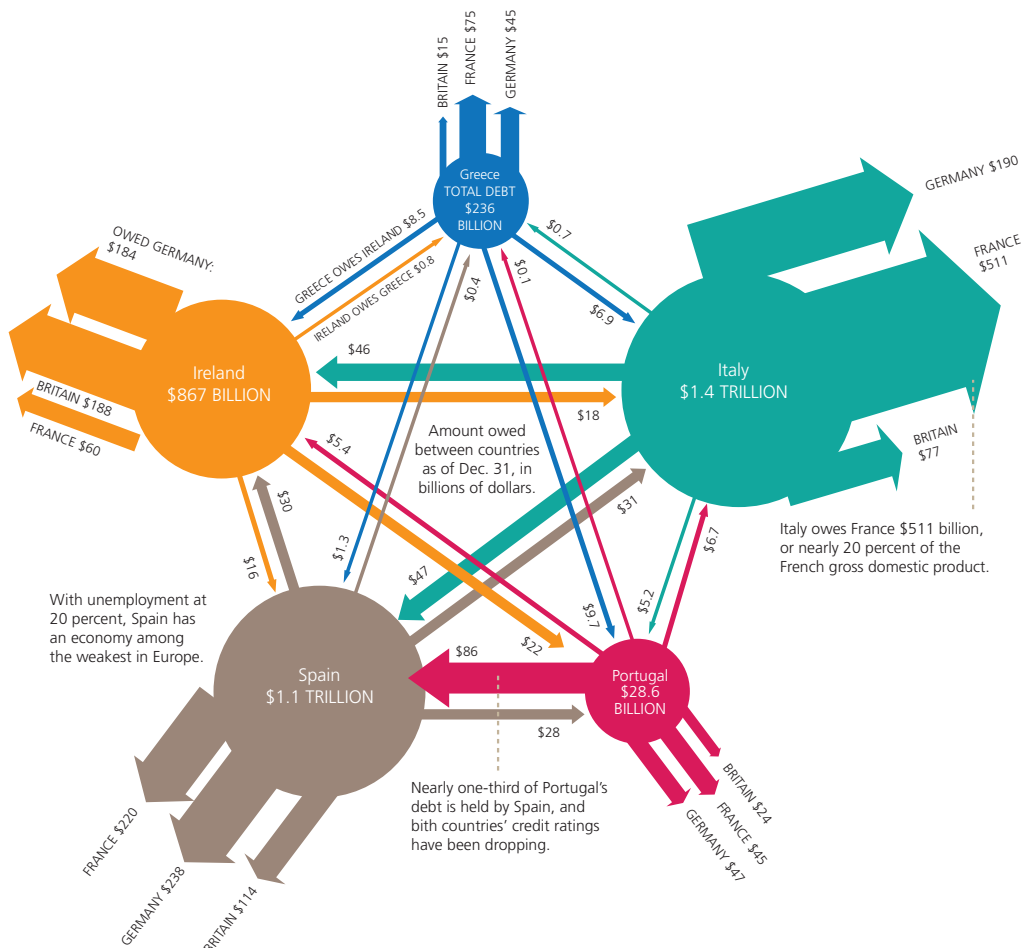 BRITAIN $15
FRANCE $75
GERMANY $45
Greece
TOTAL DEBT
$236
BILLION
GERMANY $190
FRANCE
$511
OWED GERMANY:
$184
GREECE OWES IRELAND $8.5
IRELAND OWES GREECE $0.8
$0.4
$0.1
$0.7
$6.9
Ireland
$867 BILLION
$46
$18
Italy
$1.4 TRILLION
BRITAIN $188
FRANCE $60
BRITAIN
$77
$5.4
Amount owed
between countries
as of Dec. 31, in
billions of dollars.
$30
$16
$1.3
$47
$31
$6.7
$5.2
$9.7
$22
Italy owes France $511 billion,
or nearly 20 percent of the
French gross domestic product.
With unemployment at
20 percent, Spain has
an economy among
the weakest in Europe.
Spain
$1.1 TRILLION
$86
$28
Portugal
$28.6
BILLION
Nearly one-third of Portugal's
debt is held by Spain, and
bith countries' credit ratings
have been dropping.
BRITAIN $24
FRANCE $45
GERMANY $47
FRANCE $220
GERMANY $238
BRITAIN $114